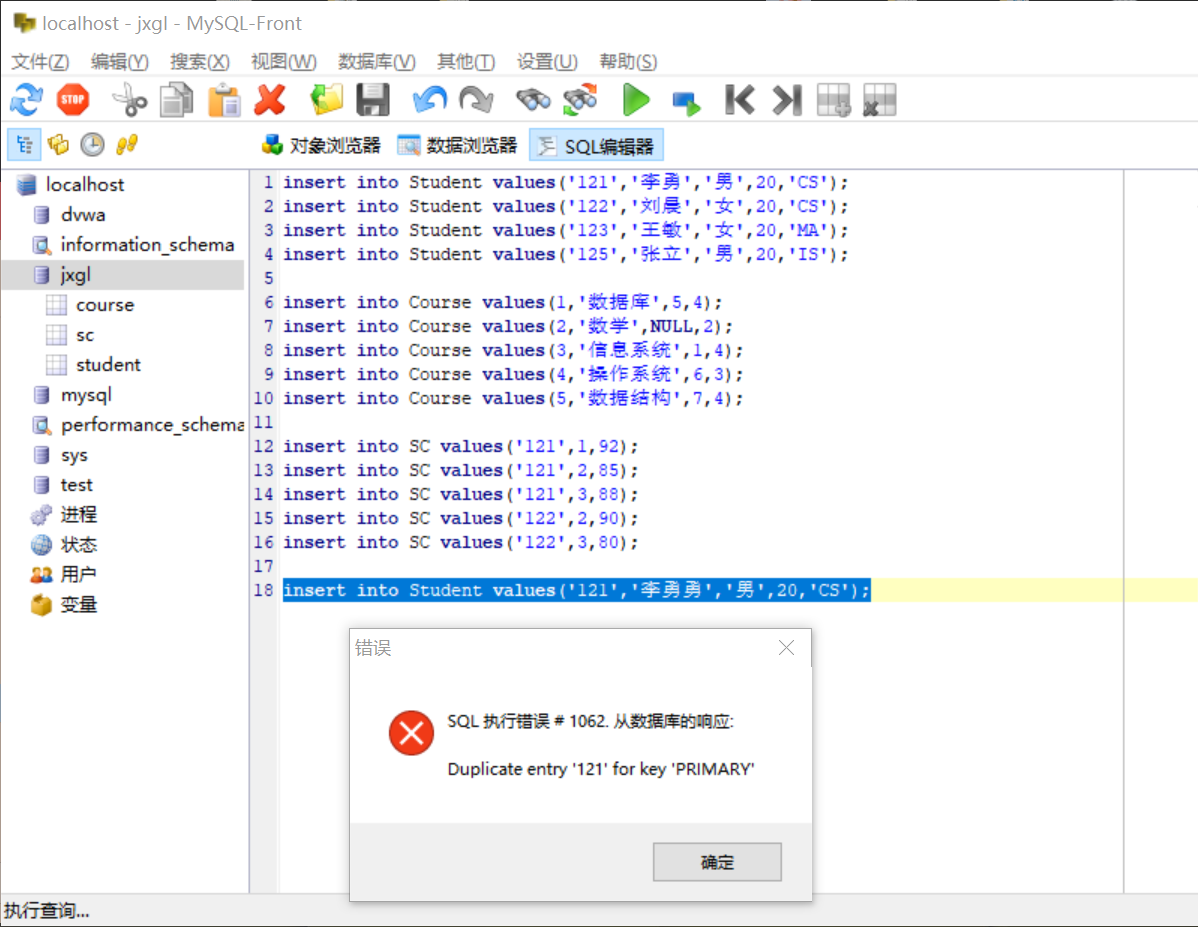 localhost - jxgl - MySQL-Front
文件(Z) 编辑(Y) 搜索(X) 视图(W) 数据库(V) 其他(T) 设置(U) 帮助(S)
STOP
对象浏览器 数据浏览器 SQL编辑器
localhost
dvwa
information_schema
jxgl
course
sc
student
mysql
performance_schema
sys
test
进程
状态
用户
变量
1 insert into Student values('121','李勇','男',20,'CS');
2 insert into Student values('122','刘晨','女',20,'CS');
3 insert into Student values('123','王敏','女',20,'MA');
4 insert into Student values('125','张立','男',20,'IS');
5
6 insert into Course values(1,'数据库',5,4);
7 insert into Course values(2,'数学',NULL,2);
8 insert into Course values(3,'信息系统',1,4);
9 insert into Course values(4,'操作系统',6,3);
10 insert into Course values(5,'数据结构',7,4);
11
12 insert into SC values('121',1,92);
13 insert into SC values('121',2,85);
14 insert into SC values('121',3,88);
15 insert into SC values('122',2,90);
16 insert into SC values('122',3,80);
17
18 insert into Student values('121','李勇勇','男',20,'CS');
错误
SQL 执行错误 # 1062. 从数据库的响应:
Duplicate entry '121' for key 'PRIMARY'
确定
执行查询...